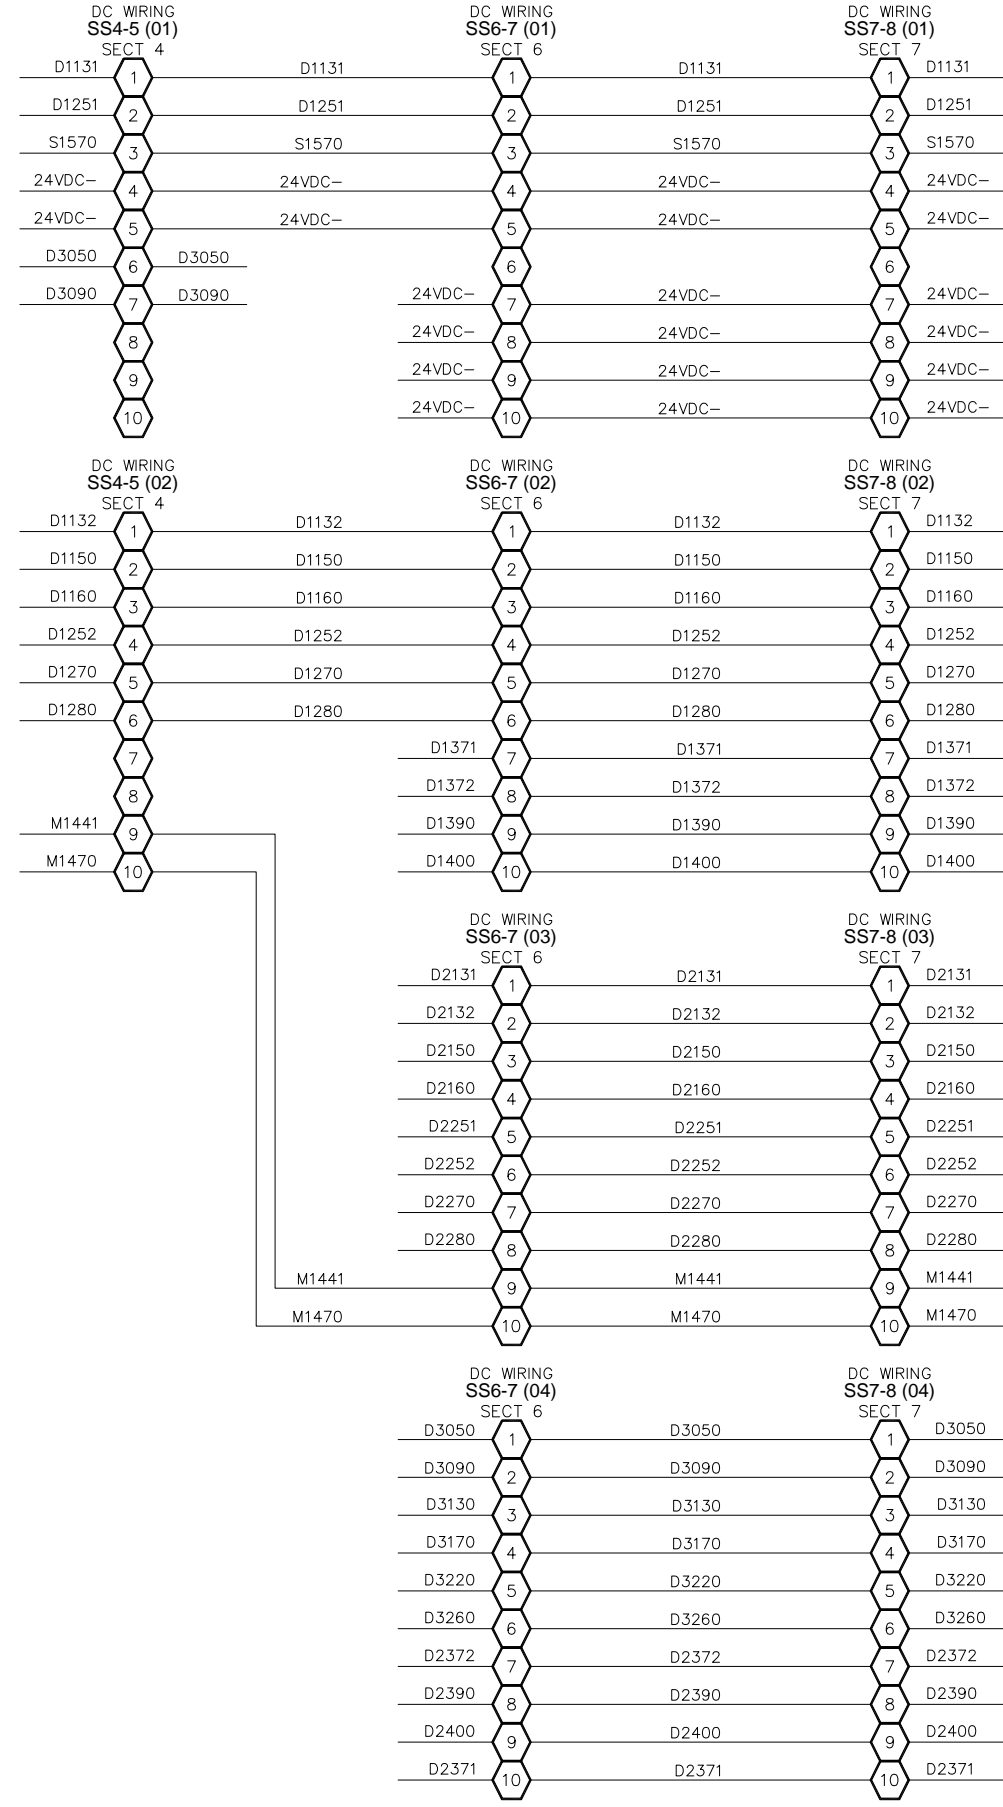 DC WIRING DC WIRING DC WIRING
SS4-5 (01) SS6-7 (01) SS7-8 (01)
SECT 4 SECT 6 SECT 7
D1131 1 D1131 1 D1131 1 D1131
D1251 2 D1251 2 D1251 2 D1251
S1570 3 S1570 3 S1570 3 S1570
24VDC– 4 24VDC– 4 24VDC– 4 24VDC–
24VDC– 5 24VDC– 5 24VDC– 5 24VDC–
D3050 6 D3050 6 6
D3090 7 D3090 24VDC– 7 24VDC– 7 24VDC–
8 24VDC– 8 24VDC– 8 24VDC–
9 24VDC– 9 24VDC– 9 24VDC–
10 24VDC– 10 24VDC– 10 24VDC–
DC WIRING DC WIRING DC WIRING
SS4-5 (02) SS6-7 (02) SS7-8 (02)
SECT 4 SECT 6 SECT 7
D1132 1 D1132 1 D1132 1 D1132
D1150 2 D1150 2 D1150 2 D1150
D1160 3 D1160 3 D1160 3 D1160
D1252 4 D1252 4 D1252 4 D1252
D1270 5 D1270 5 D1270 5 D1270
D1280 6 D1280 6 D1280 6 D1280
7 D1371 7 D1371 7 D1371
8 D1372 8 D1372 8 D1372
M1441 9 D1390 9 D1390 9 D1390
M1470 10 D1400 10 D1400 10 D1400
DC WIRING DC WIRING
SS6-7 (03) SS7-8 (03)
SECT 6 SECT 7
D2131 1 D2131 1 D2131
D2132 2 D2132 2 D2132
D2150 3 D2150 3 D2150
D2160 4 D2160 4 D2160
D2251 5 D2251 5 D2251
D2252 6 D2252 6 D2252
D2270 7 D2270 7 D2270
D2280 8 D2280 8 D2280
M1441 9 M1441 9 M1441
M1470 10 M1470 10 M1470
DC WIRING DC WIRING
SS6-7 (04) SS7-8 (04)
SECT 6 SECT 7
D3050 1 D3050 1 D3050
D3090 2 D3090 2 D3090
D3130 3 D3130 3 D3130
D3170 4 D3170 4 D3170
D3220 5 D3220 5 D3220
D3260 6 D3260 6 D3260
D2372 7 D2372 7 D2372
D2390 8 D2390 8 D2390
D2400 9 D2400 9 D2400
D2371 10 D2371 10 D2371